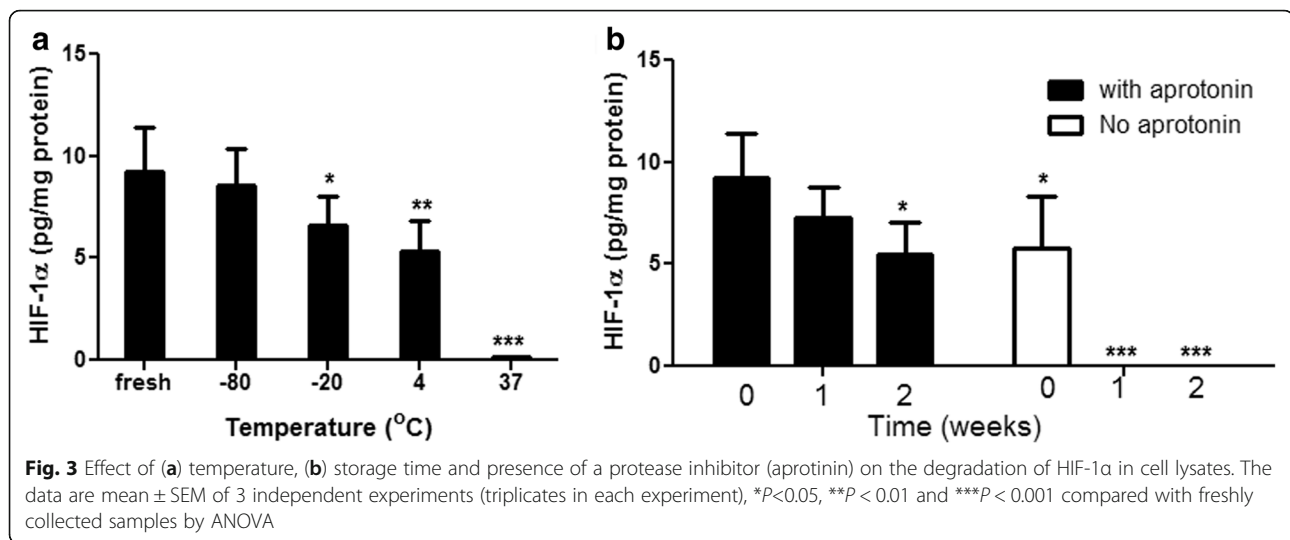 a
15
10
5
0
HIF-1α (pg/mg protein)
*
**
***
fresh -80 -20 4 37
Temperature (°C)
b
15
10
5
0
HIF-1α (pg/mg protein)
with aprotonin
No aprotonin
*
*
***
***
0 1 2 0 1 2
Time (weeks)
Fig. 3 Effect of (a) temperature, (b) storage time and presence of a protease inhibitor (aprotinin) on the degradation of HIF-1α in cell lysates. The
data are mean ± SEM of 3 independent experiments (triplicates in each experiment), *P<0.05, **P < 0.01 and ***P < 0.001 compared with freshly
collected samples by ANOVA